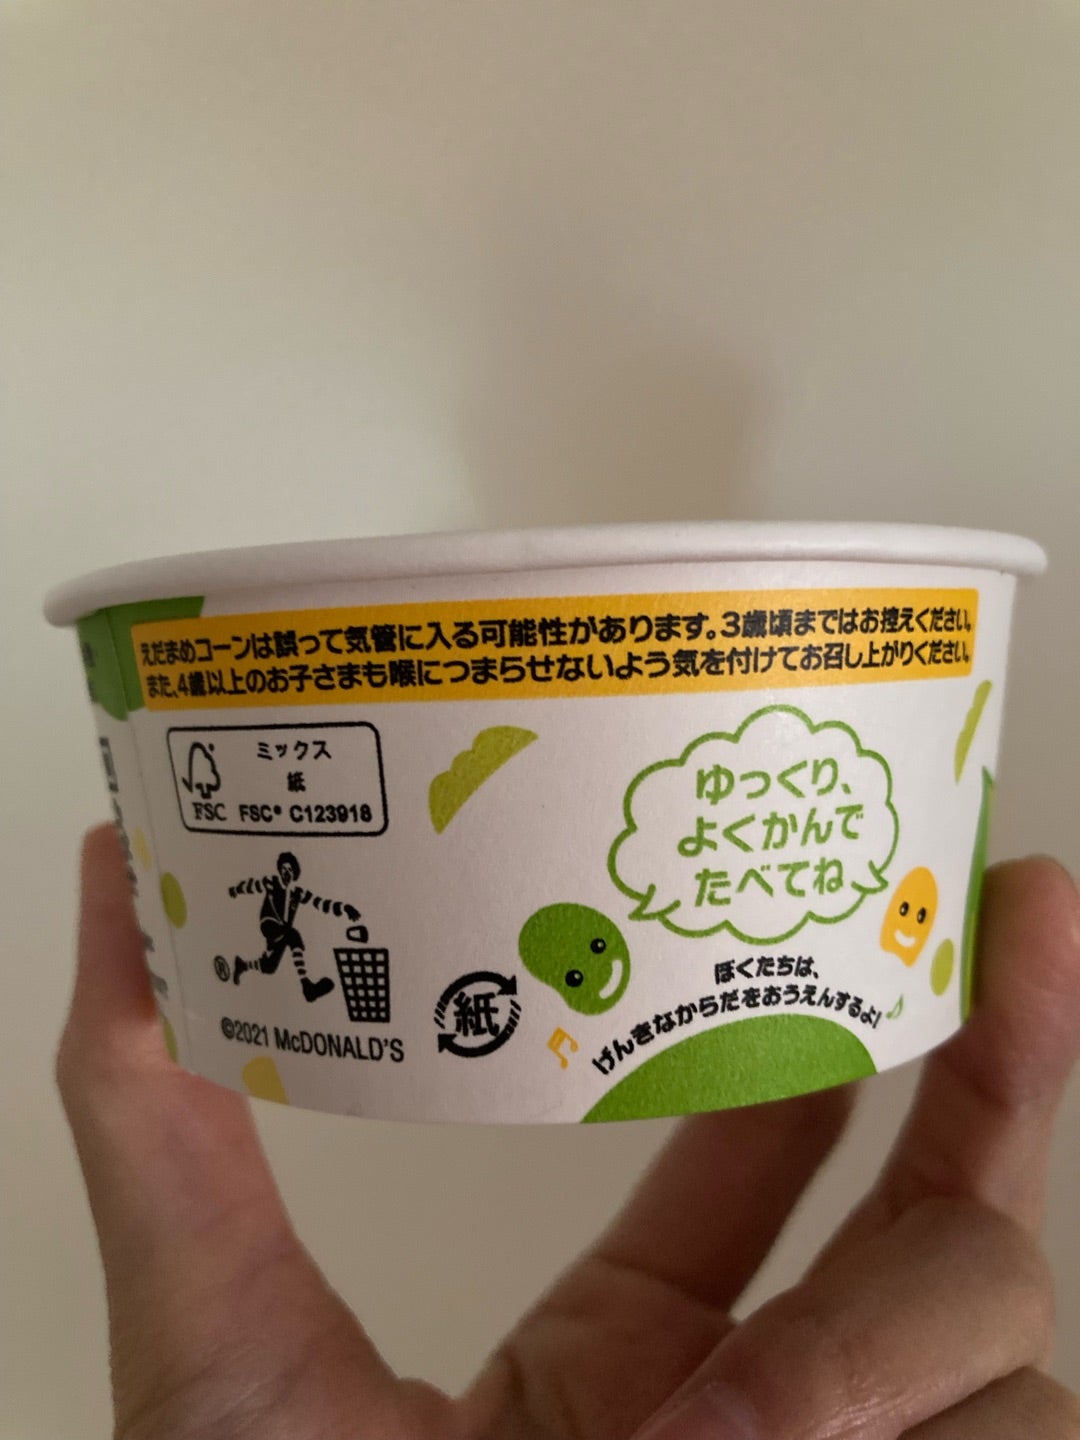 えだまめコーンは誤って気管に入る可能性があります。3歳頃まではお控えください。
また、4歳以上のお子さまも喉につまらせないよう気を付けてお召し上がりください。
ミックス
紙
FSC
FSC® C123918
ゆっくり、
よくかんで
たべてね
ぼくたちは、
げんきなからだをおうえんするよ!
®
©2021 McDONALD'S
紙